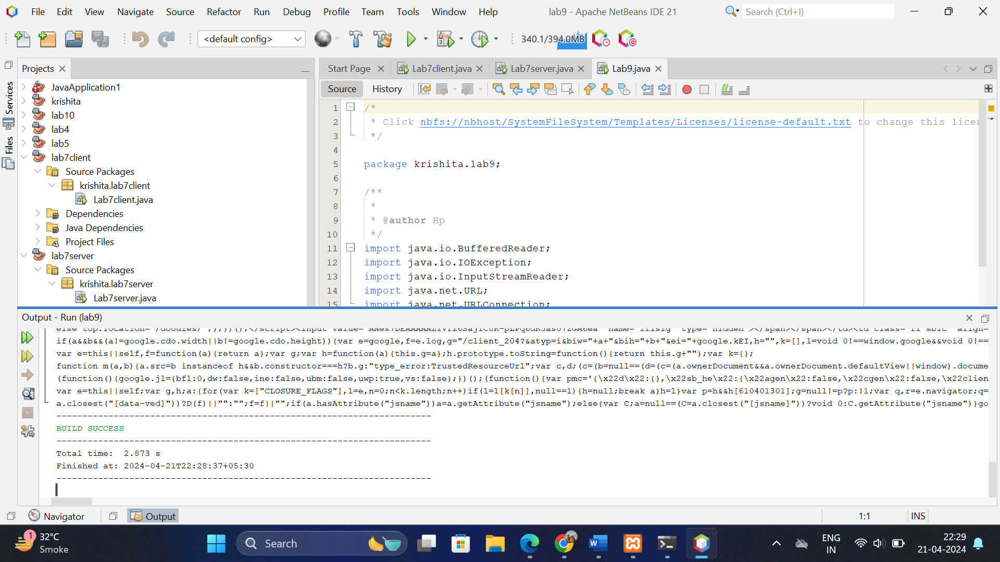 File Edit View Navigate Source Refactor Run Debug Profile Team Tools Window Help
lab9 - Apache NetBeans IDE 21
Search (Ctrl+I)
<default config>
340.1/394.0MB
Services
Files
Projects
JavaApplication1
krishita
lab10
lab4
lab5
lab7client
Source Packages
krishita.lab7client
Lab7client.java
Dependencies
Java Dependencies
Project Files
lab7server
Source Packages
krishita.lab7server
Lab7server.java
Start Page Lab7client.java Lab7server.java Lab9.java
Source History
1 /*
2 * Click nbfs://nbhost/SystemFileSystem/Templates/Licenses/license-default.txt to change this licen
3 */
4
5 package krishita.lab9;
6
7 /**
8 *
9 * @author Hp
10 */
11 import java.io.BufferedReader;
12 import java.io.IOException;
13 import java.io.InputStreamReader;
14 import java.net.URL;
15 import java.net.URLConnection;
Output - Run (lab9)
if(a&&b&&(a!=google.cdo.width||b!=google.cdo.height)){var e=google,f=e.log,g="/client_204?&atyp=i&biw="+a+"&bih="+b+"&ei="+google.kEI,h="",k=[],l=void 0!==window.google&&void 0!==
var e=this||self,f=function(a){return a};var g;var h=function(a){this.g=a};h.prototype.toString=function(){return this.g+""};var k={};
function m(a,b){a.src=b instanceof h&&b.constructor===h?b.g:"type_error:TrustedResourceUrl";var c,d;(c=(b=null==(d=(c=(a.ownerDocument&&a.ownerDocument.defaultView||window).docume
(function(){google.jl={bfl:0,dw:false,ine:false,ubm:false,uwp:true,vs:false};})();(function(){var pmc='{\x22d\x22:{},\x22sb_he\x22:{\x22agen\x22:false,\x22cgen\x22:false,\x22clien
var e=this||self;var g,h;a:{for(var k=["CLOSURE_FLAGS"],l=e,n=0;n<k.length;n++)if(l=l[k[n]],null==l){h=null;break a}h=l}var p=h&&h[610401301];g=null!=p?p:!1;var q,r=e.navigator;q=
a.closest("[data-ved]"))?D(f)||"":"";f=f||"";if(a.hasAttribute("jsname"))a=a.getAttribute("jsname");else{var C;a=null==(C=a.closest("[jsname]"))?void 0:C.getAttribute("jsname")}go
------------------------------------------------------------------------
BUILD SUCCESS
------------------------------------------------------------------------
Total time:  2.873 s
Finished at: 2024-04-21T22:28:37+05:30
------------------------------------------------------------------------
Navigator
Output
1:1
INS
1
32°C
Smoke
Search
ENG
IN
22:29
21-04-2024